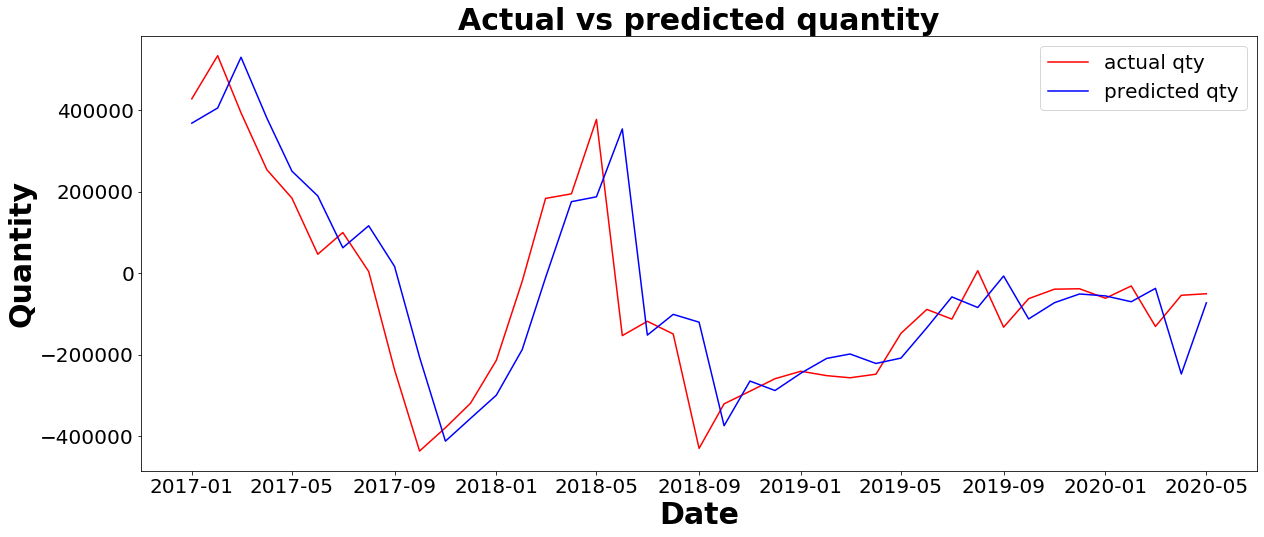 Actual vs predicted quantity
actual qty
predicted qty
Quantity
400000
200000
0
−200000
−400000
2017-01 2017-05 2017-09 2018-01 2018-05 2018-09 2019-01 2019-05 2019-09 2020-01 2020-05
Date